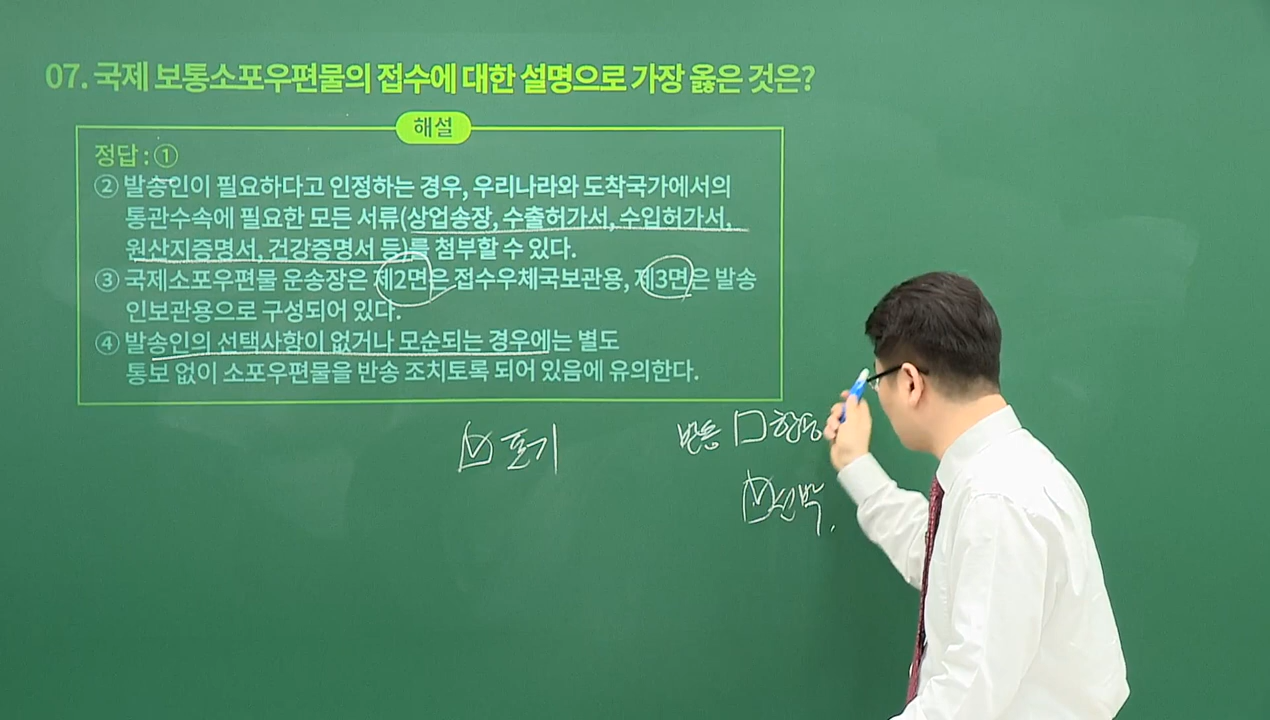 07. 국제 보통소포우편물의 접수에 대한 설명으로 가장 옳은 것은?
해설
정답 : ①
② 발송인이 필요하다고 인정하는 경우, 우리나라와 도착국가에서의
통관수속에 필요한 모든 서류(상업송장, 수출허가서, 수입허가서,
원산지증명서, 건강증명서 등)를 첨부할 수 있다.
③ 국제소포우편물 운송장은 제2면은 접수우체국보관용, 제3면은 발송
인보관용으로 구성되어 있다.
④ 발송인의 선택사항이 없거나 모순되는 경우에는 별도
통보 없이 소포우편물을 반송 조치토록 되어 있음에 유의한다.
포기
반송 항공
선박